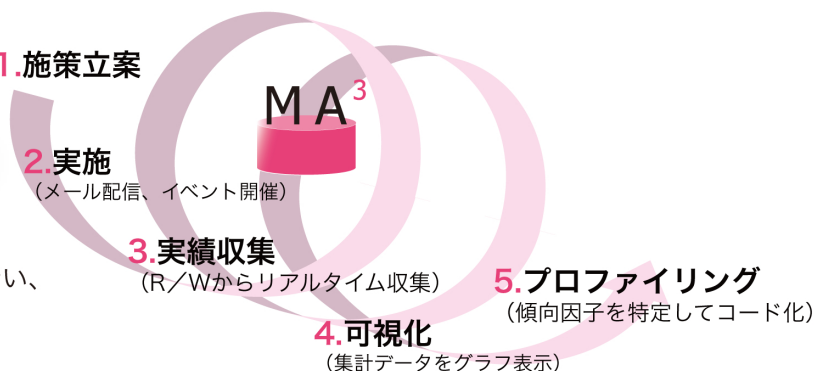 1.施策立案
MA³
2.実施
（メール配信、イベント開催）
3.実績収集
（R／Wからリアルタイム収集）
い、
5.プロファイリング
（傾向因子を特定してコード化）
4.可視化
（集計データをグラフ表示）